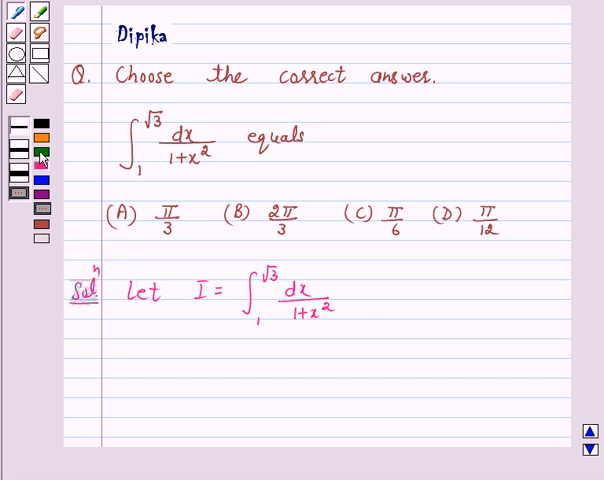 Dipika
Q. Choose the correct answer.
∫₁^√3 dx/(1+x²) equals
(A) π/3 (B) 2π/3 (C) π/6 (D) π/12
Solⁿ Let I = ∫₁^√3 dx/(1+x²)